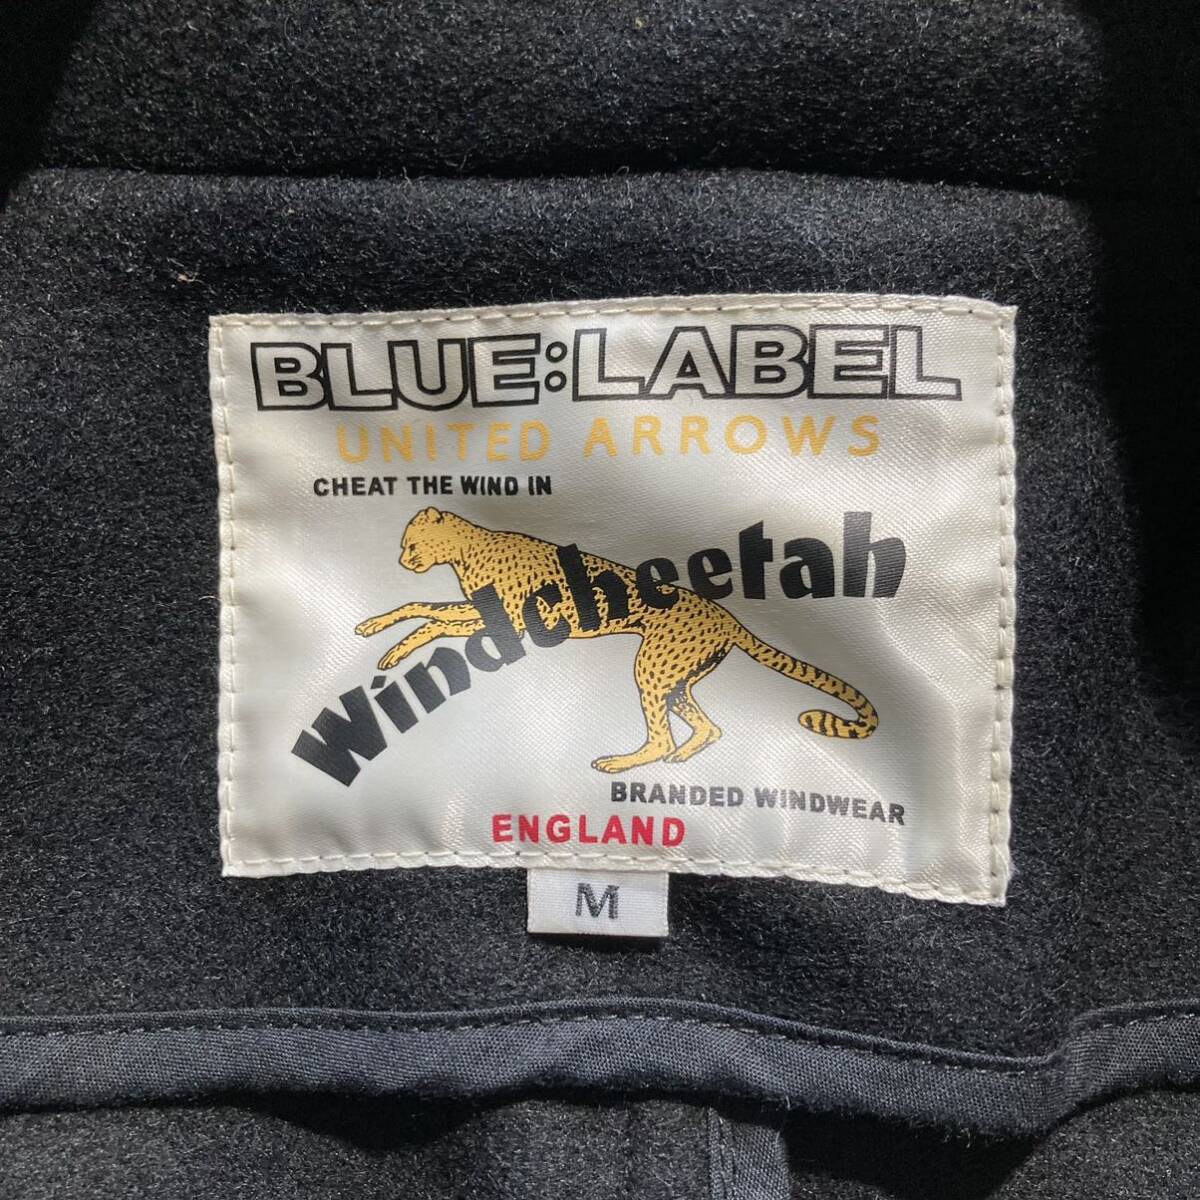 BLUE:LABEL
UNITED ARROWS
CHEAT THE WIND IN
Windcheetah
BRANDED WINDWEAR
ENGLAND
M